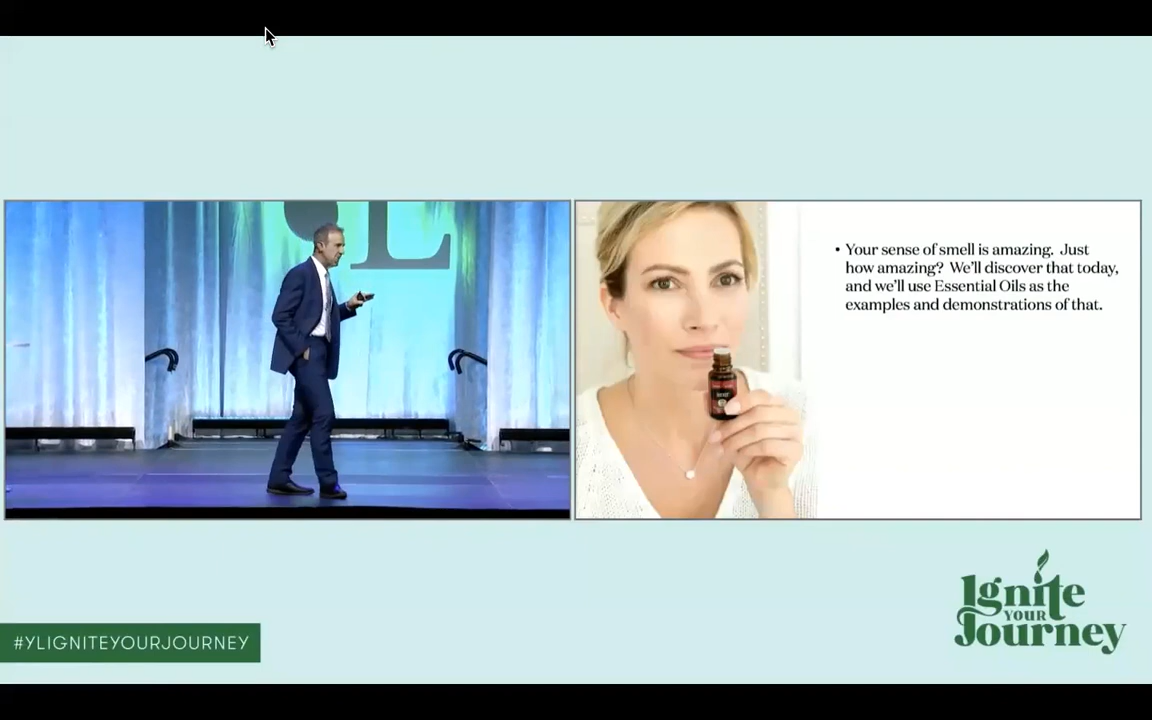 • Your sense of smell is amazing.  Just
how amazing?  We'll discover that today,
and we'll use Essential Oils as the
examples and demonstrations of that.
#YLIGNITEYOURJOURNEY
Ignite
YOUR
Journey